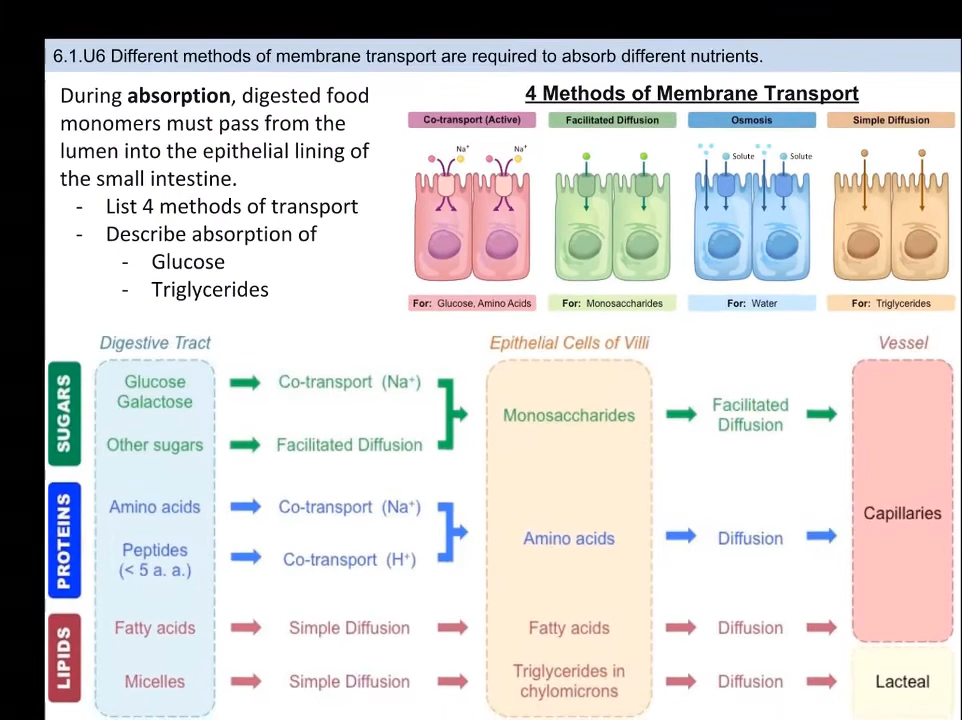 6.1.U6 Different methods of membrane transport are required to absorb different nutrients.
During absorption, digested food
monomers must pass from the
lumen into the epithelial lining of
the small intestine.
- List 4 methods of transport
- Describe absorption of
- Glucose
- Triglycerides
4 Methods of Membrane Transport
Co-transport (Active)
Facilitated Diffusion
Osmosis
Simple Diffusion
Na⁺
Na⁺
Solute
Solute
For: Glucose, Amino Acids
For: Monosaccharides
For: Water
For: Triglycerides
Digestive Tract
Epithelial Cells of Villi
Vessel
SUGARS
Glucose
Galactose
Co-transport (Na⁺)
Other sugars
Facilitated Diffusion
Monosaccharides
Facilitated
Diffusion
PROTEINS
Amino acids
Co-transport (Na⁺)
Peptides
(< 5 a. a.)
Co-transport (H⁺)
Amino acids
Diffusion
Capillaries
LIPIDS
Fatty acids
Simple Diffusion
Fatty acids
Diffusion
Micelles
Simple Diffusion
Triglycerides in
chylomicrons
Diffusion
Lacteal